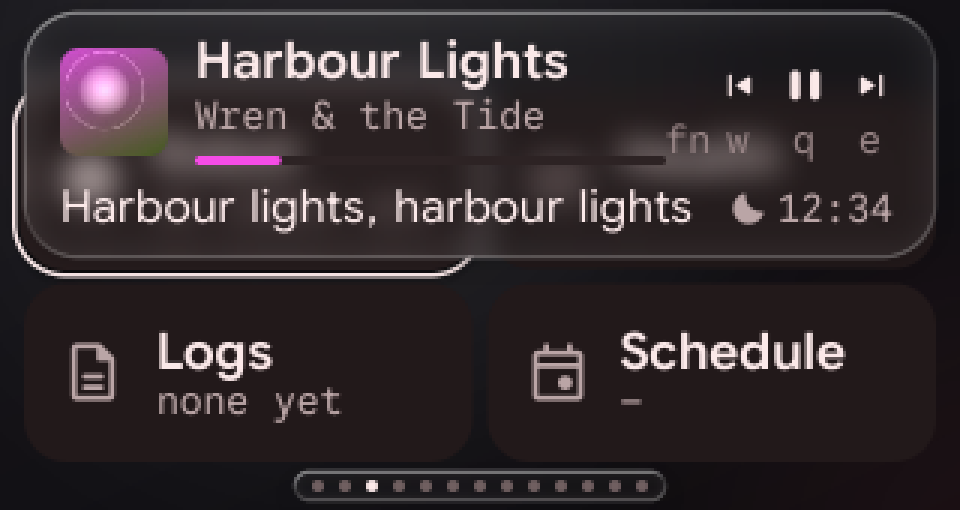 Harbour Lights
Wren & the Tide
fn w q e
Harbour lights, harbour lights 12:34
Logs
none yet
Schedule
–